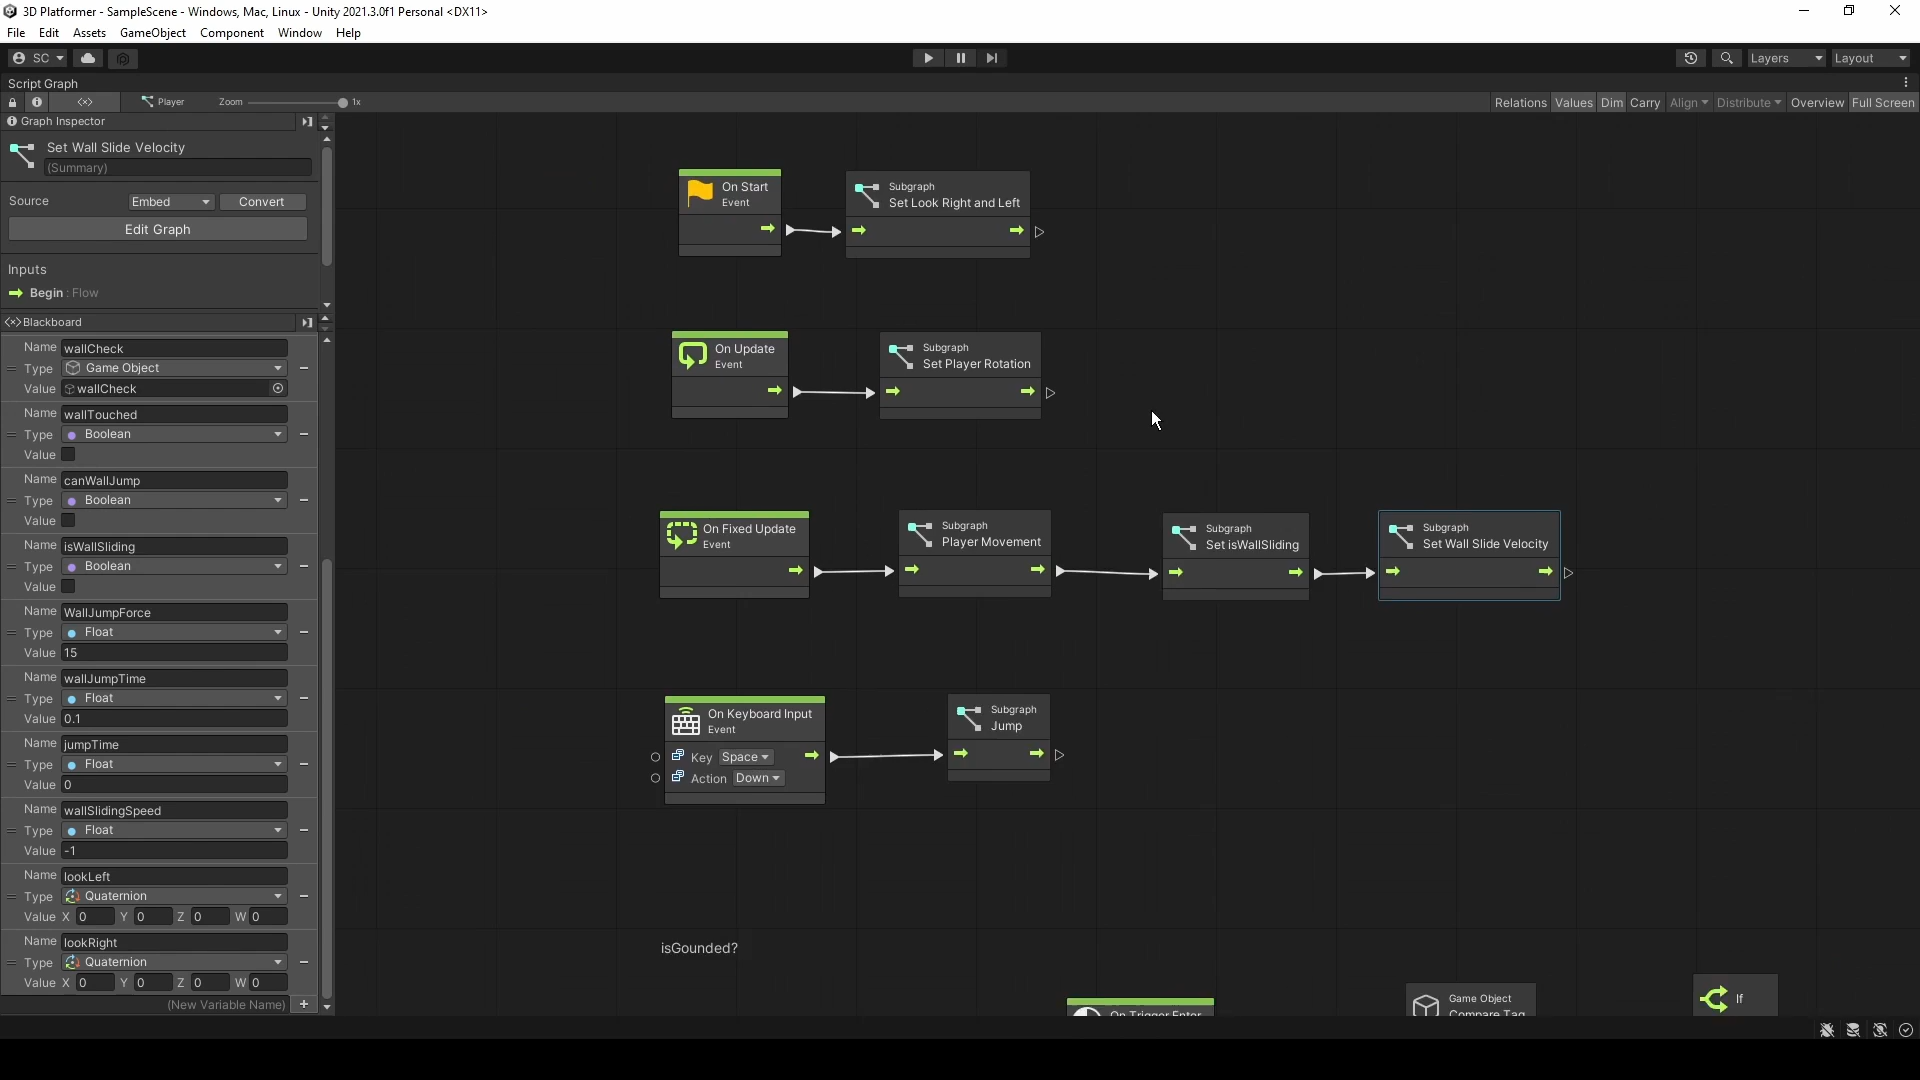 3D Platformer - SampleScene - Windows, Mac, Linux - Unity 2021.3.0f1 Personal <DX11>
File Edit Assets GameObject Component Window Help
SC Layers Layout
Script Graph
<×> Player Zoom 1x Relations Values Dim Carry Align Distribute Overview Full Screen
Graph Inspector
Set Wall Slide Velocity
(Summary)
Source Embed Convert
Edit Graph
Inputs
Begin : Flow
<×> Blackboard
Name wallCheck
Type Game Object
Value wallCheck
Name wallTouched
Type Boolean
Value
Name canWallJump
Type Boolean
Value
Name isWallSliding
Type Boolean
Value
Name WallJumpForce
Type Float
Value 15
Name wallJumpTime
Type Float
Value 0.1
Name jumpTime
Type Float
Value 0
Name wallSlidingSpeed
Type Float
Value -1
Name lookLeft
Type Quaternion
Value X 0 Y 0 Z 0 W 0
Name lookRight
Type Quaternion
Value X 0 Y 0 Z 0 W 0
(New Variable Name) +
On Start
Event
Subgraph
Set Look Right and Left
On Update
Event
Subgraph
Set Player Rotation
On Fixed Update
Event
Subgraph
Player Movement
Subgraph
Set isWallSliding
Subgraph
Set Wall Slide Velocity
On Keyboard Input
Event
Key Space
Action Down
Subgraph
Jump
isGounded?
On Trigger Enter
Game Object
Compare Tag
If